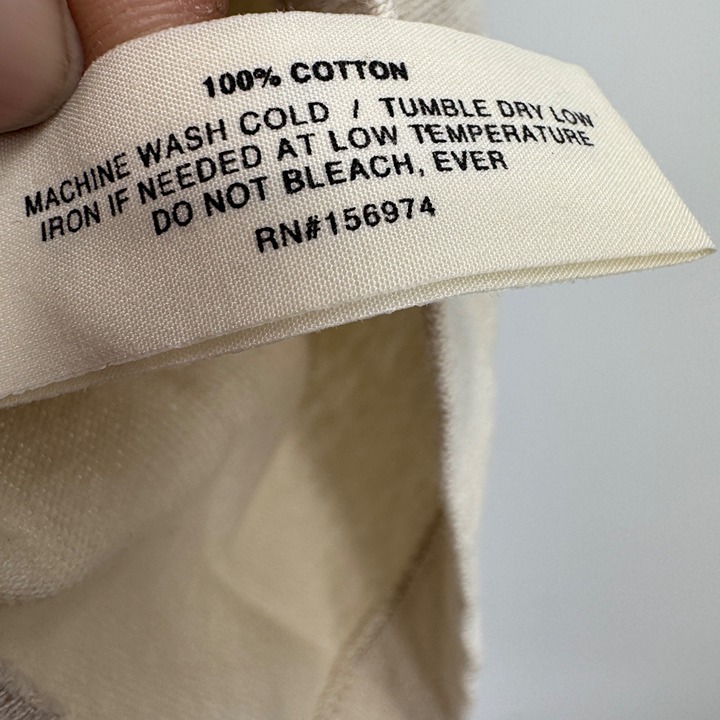 100% COTTON
MACHINE WASH COLD / TUMBLE DRY LOW
IRON IF NEEDED AT LOW TEMPERATURE
DO NOT BLEACH, EVER
RN#156974